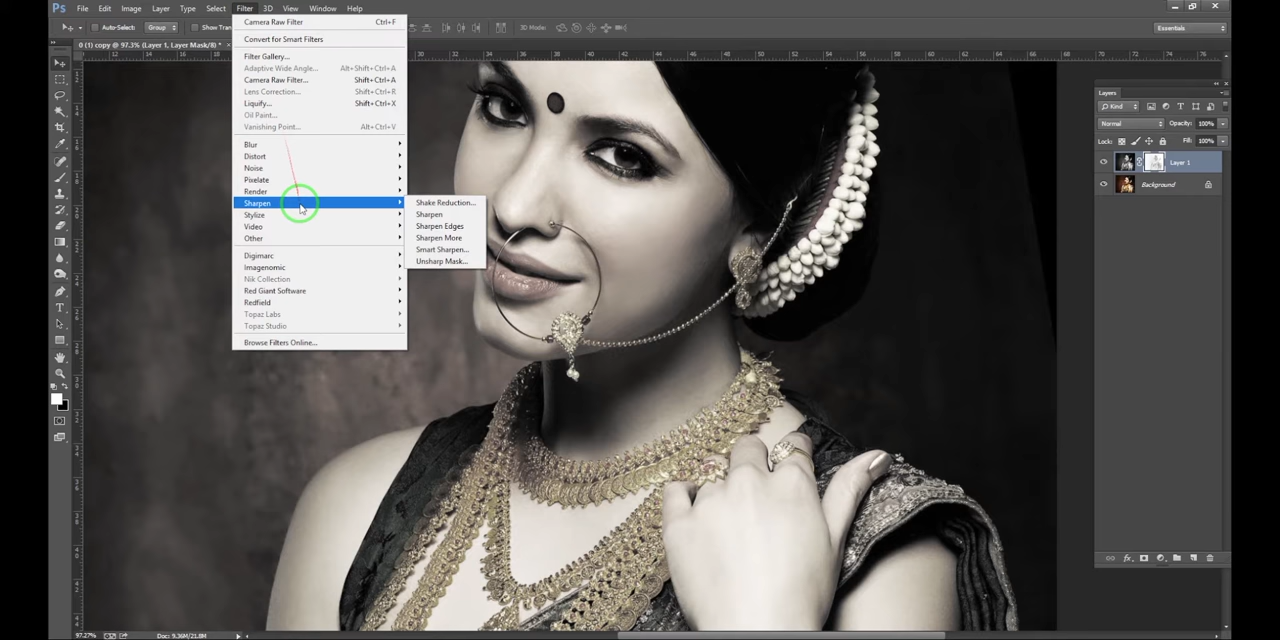 Ps File Edit Image Layer Type Select Filter 3D View Window Help
Auto-Select: Group Show Tran 3D Mode: Essentials
0 (1) copy @ 97.3% (Layer 1, Layer Mask/8) *
Camera Raw Filter Ctrl+F
Convert for Smart Filters
Filter Gallery...
Adaptive Wide Angle... Alt+Shift+Ctrl+A
Camera Raw Filter... Shift+Ctrl+A
Lens Correction... Shift+Ctrl+R
Liquify... Shift+Ctrl+X
Oil Paint...
Vanishing Point... Alt+Ctrl+V
Blur
Distort
Noise
Pixelate
Render
Sharpen
Stylize
Video
Other
Digimarc
Imagenomic
Nik Collection
Red Giant Software
Redfield
Topaz Labs
Topaz Studio
Browse Filters Online...
Shake Reduction...
Sharpen
Sharpen Edges
Sharpen More
Smart Sharpen...
Unsharp Mask...
Layers
Kind
Normal Opacity: 100%
Lock: Fill: 100%
Layer 1
Background
97.27% Doc: 9.36M/21.8M